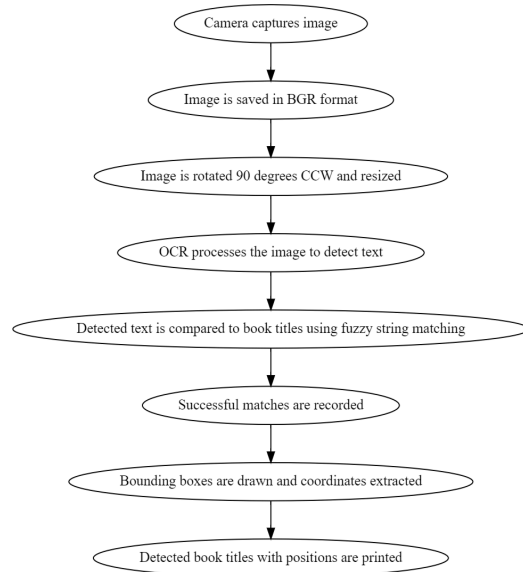 Camera captures image
Image is saved in BGR format
Image is rotated 90 degrees CCW and resized
OCR processes the image to detect text
Detected text is compared to book titles using fuzzy string matching
Successful matches are recorded
Bounding boxes are drawn and coordinates extracted
Detected book titles with positions are printed